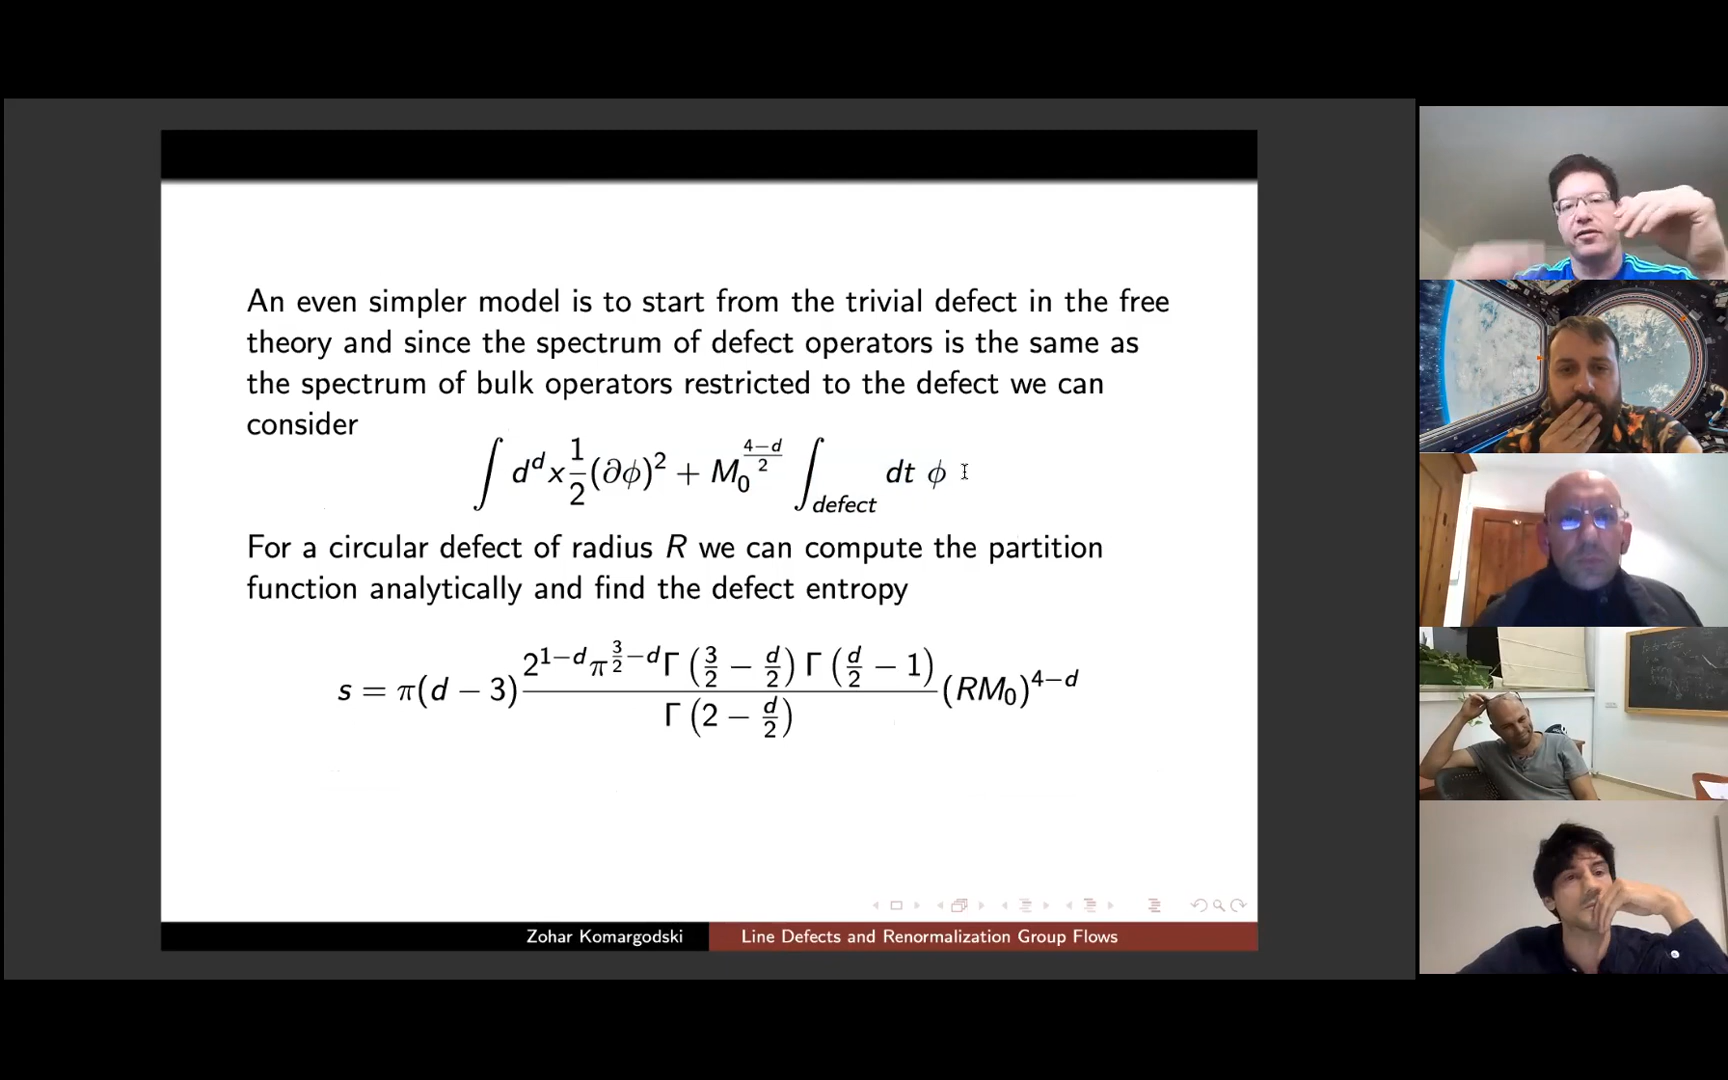 An even simpler model is to start from the trivial defect in the free
theory and since the spectrum of defect operators is the same as
the spectrum of bulk operators restricted to the defect we can
consider
∫ d^d x 1/2 (∂ϕ)² + M₀^((4−d)/2) ∫_defect dt ϕ
For a circular defect of radius R we can compute the partition
function analytically and find the defect entropy
s = π(d − 3) (2^(1−d) π^(3/2−d) Γ(3/2 − d/2) Γ(d/2 − 1)) / Γ(2 − d/2) (RM₀)^(4−d)
Zohar Komargodski
Line Defects and Renormalization Group Flows